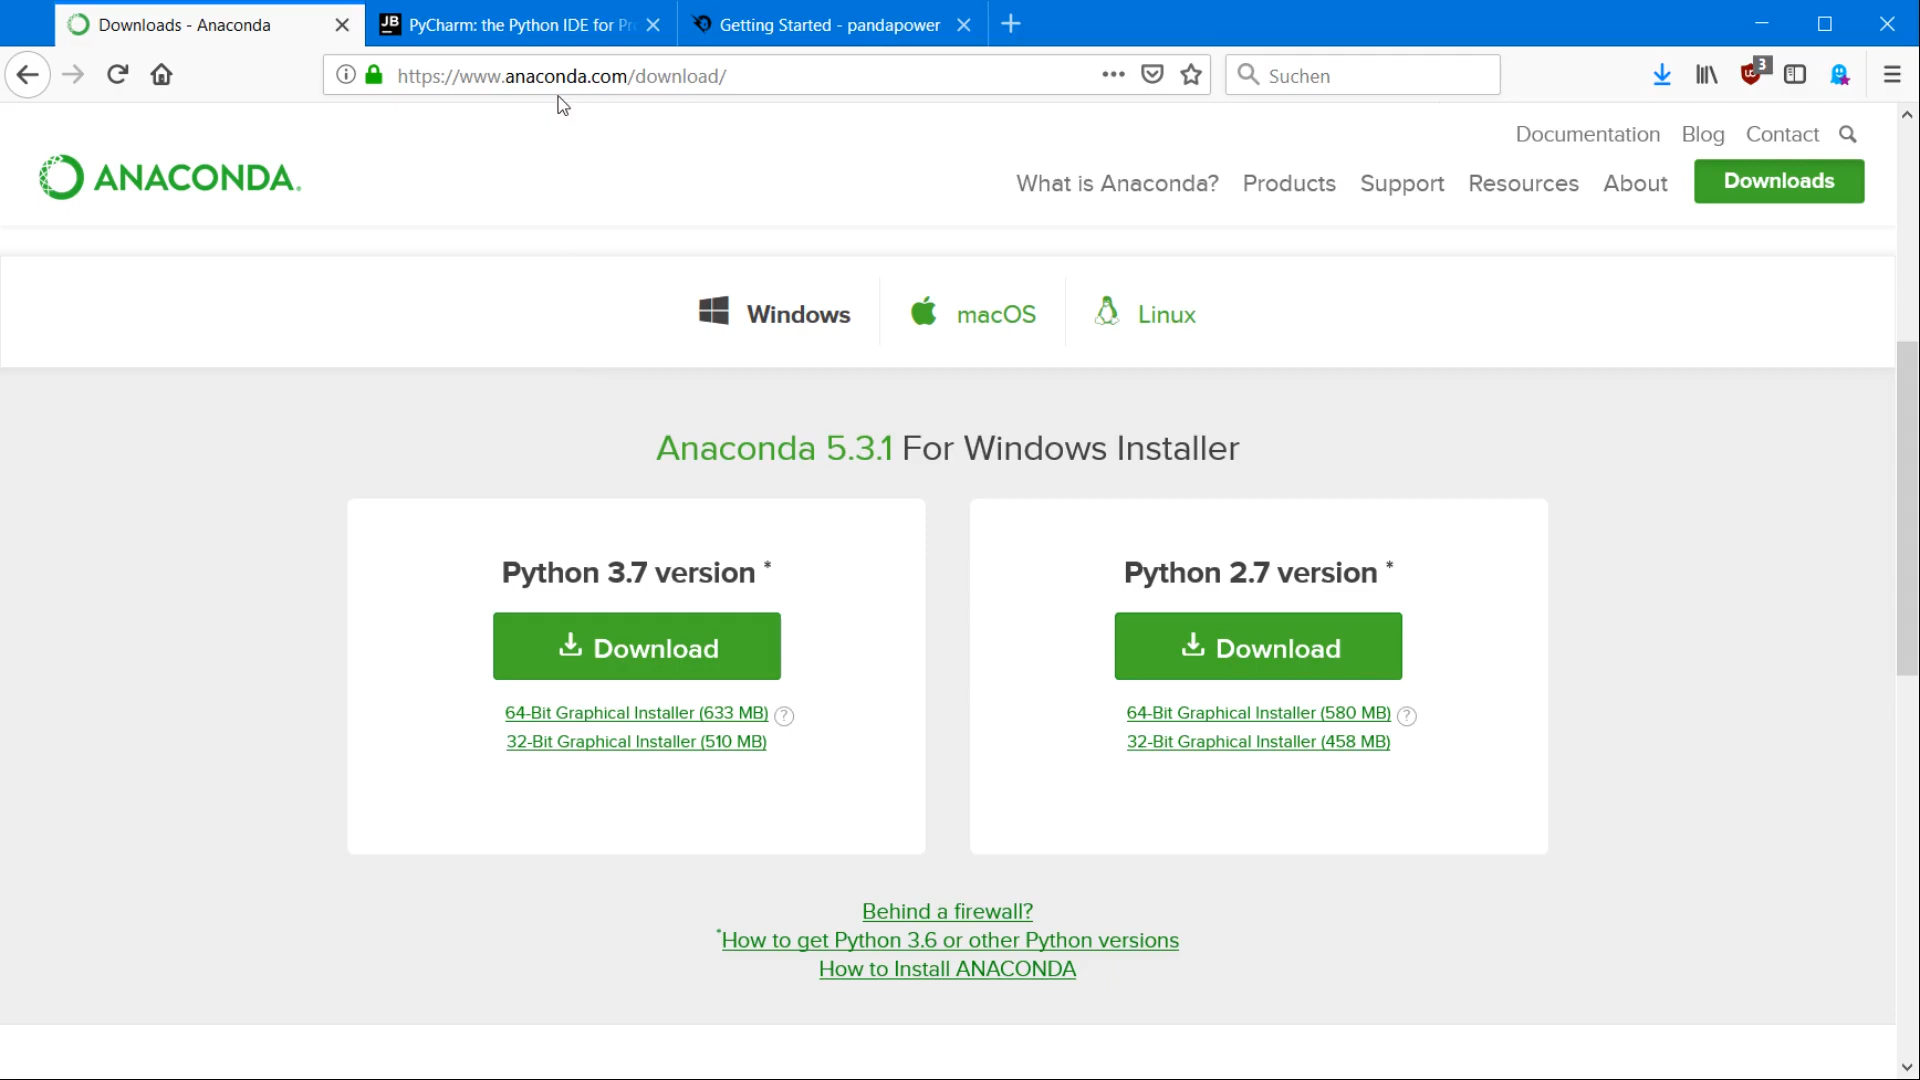 Downloads - Anaconda
PyCharm: the Python IDE for Pr
Getting Started - pandapower
https://www.anaconda.com/download/
Suchen
3
Documentation Blog Contact
ANACONDA.
What is Anaconda? Products Support Resources About Downloads
Windows macOS Linux
Anaconda 5.3.1 For Windows Installer
Python 3.7 version *
Download
64-Bit Graphical Installer (633 MB) ?
32-Bit Graphical Installer (510 MB)
Python 2.7 version *
Download
64-Bit Graphical Installer (580 MB) ?
32-Bit Graphical Installer (458 MB)
Behind a firewall?
*How to get Python 3.6 or other Python versions
How to Install ANACONDA